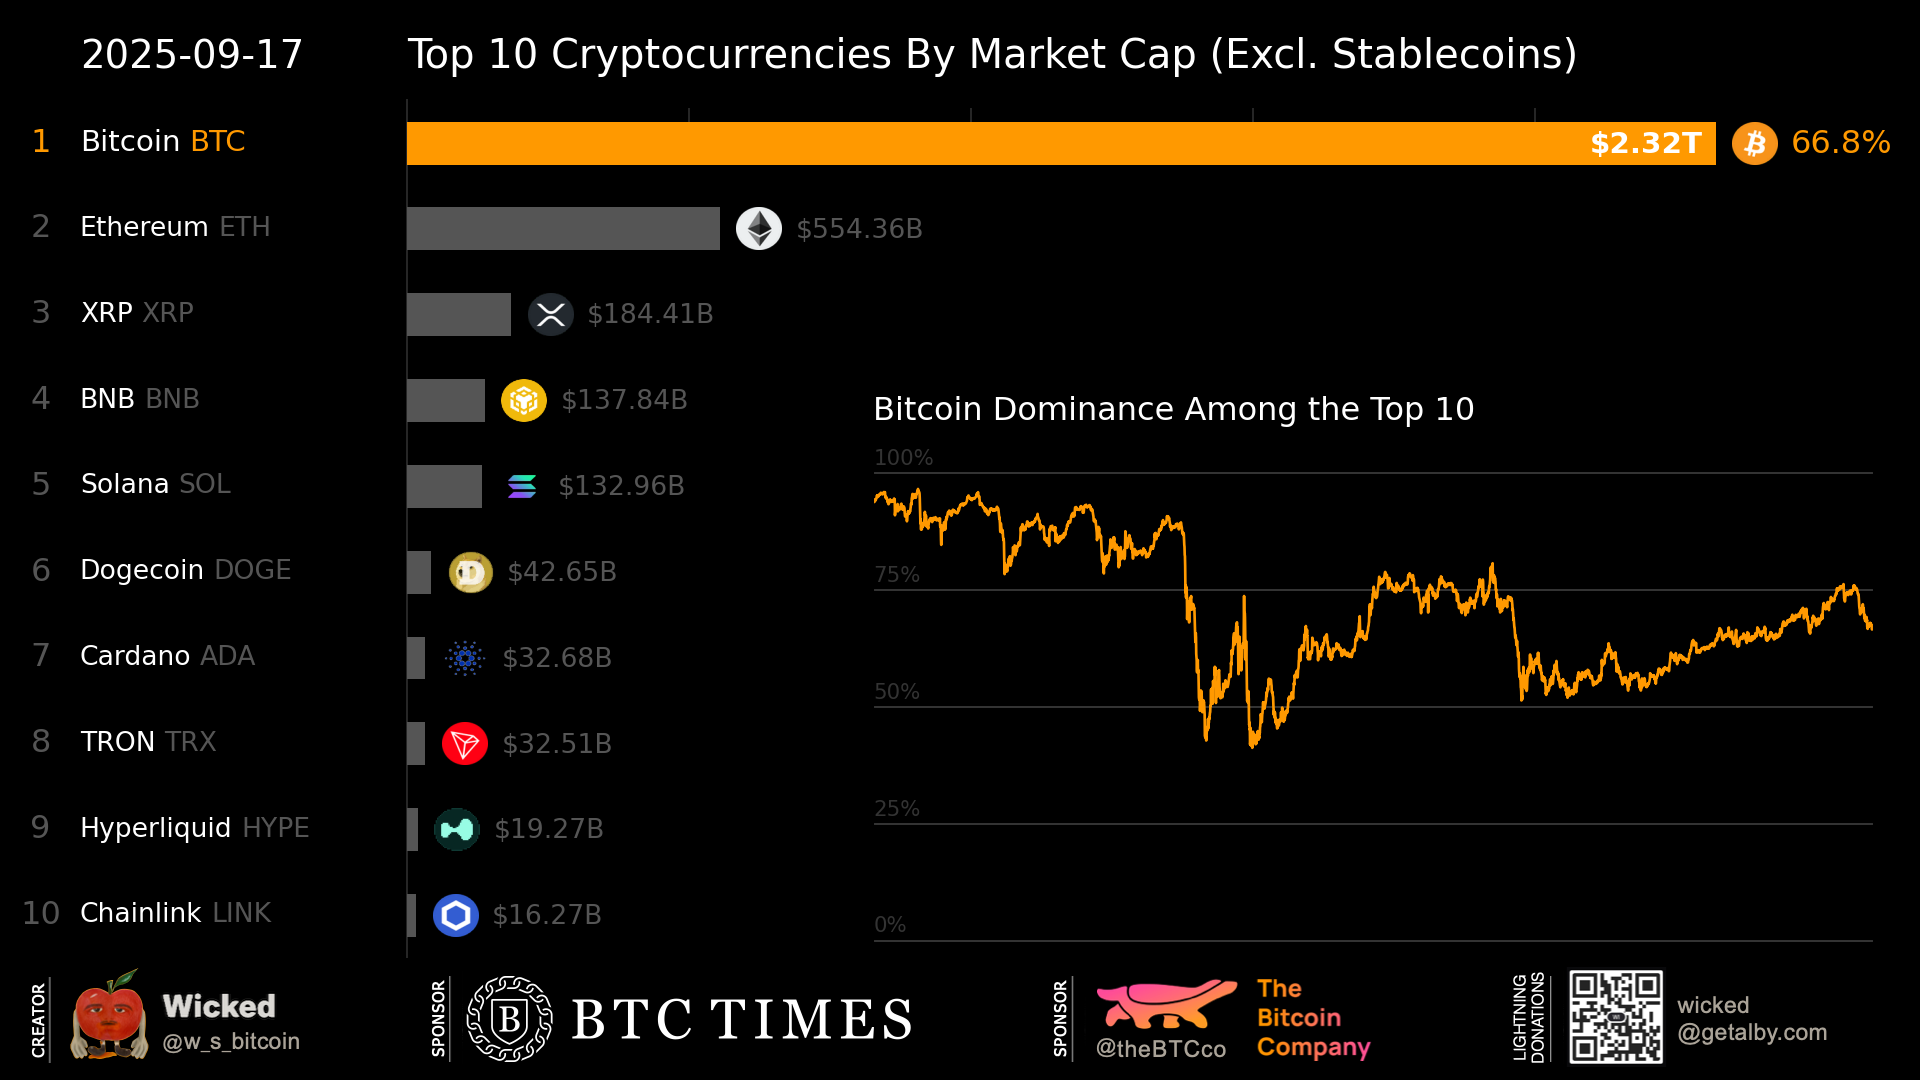 2025-09-17
Top 10 Cryptocurrencies By Market Cap (Excl. Stablecoins)
1 Bitcoin BTC $2.32T 66.8%
2 Ethereum ETH $554.36B
3 XRP XRP $184.41B
4 BNB BNB $137.84B
5 Solana SOL $132.96B
6 Dogecoin DOGE $42.65B
7 Cardano ADA $32.68B
8 TRON TRX $32.51B
9 Hyperliquid HYPE $19.27B
10 Chainlink LINK $16.27B
Bitcoin Dominance Among the Top 10
100%
75%
50%
25%
0%
CREATOR
Wicked
@w_s_bitcoin
SPONSOR
B
BTC TIMES
SPONSOR
@theBTCco
The
Bitcoin
Company
LIGHTNING
DONATIONS
wicked
@getalby.com